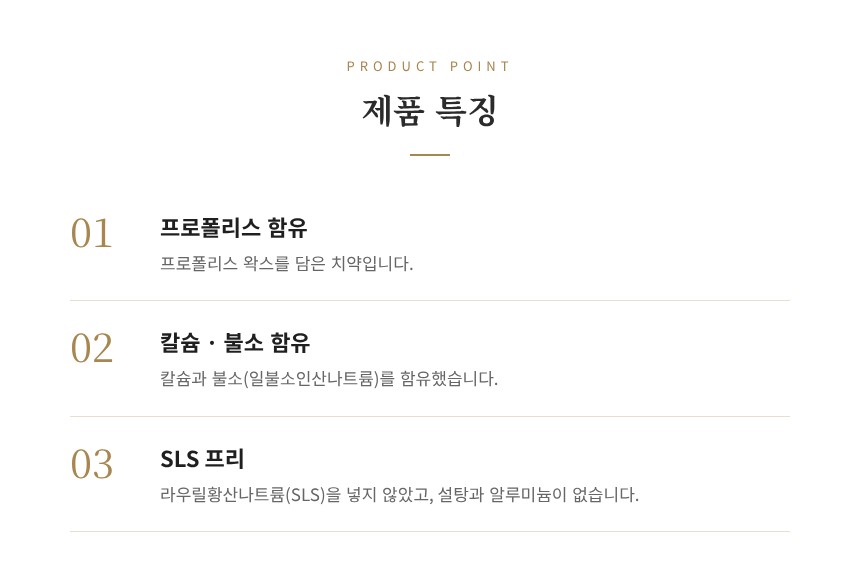 PRODUCT POINT
제품 특징
01
프로폴리스 함유
프로폴리스 왁스를 담은 치약입니다.
02
칼슘 · 불소 함유
칼슘과 불소(일불소인산나트륨)를 함유했습니다.
03
SLS 프리
라우릴황산나트륨(SLS)을 넣지 않았고, 설탕과 알루미늄이 없습니다.